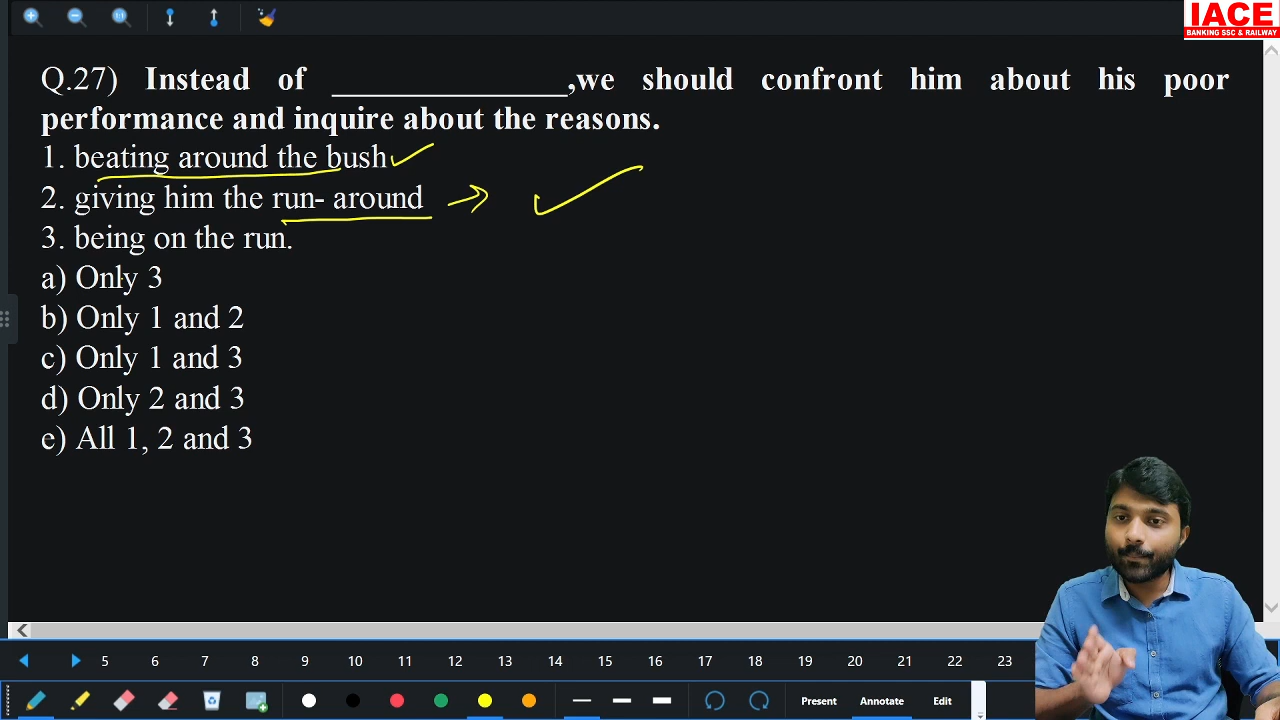 IACE
BANKING SSC & RAILWAY
Q.27) Instead of ________________,we should confront him about his poor
performance and inquire about the reasons.
1. beating around the bush
2. giving him the run- around
3. being on the run.
a) Only 3
b) Only 1 and 2
c) Only 1 and 3
d) Only 2 and 3
e) All 1, 2 and 3
5 6 7 8 9 10 11 12 13 14 15 16 17 18 19 20 21 22 23
Present Annotate Edit